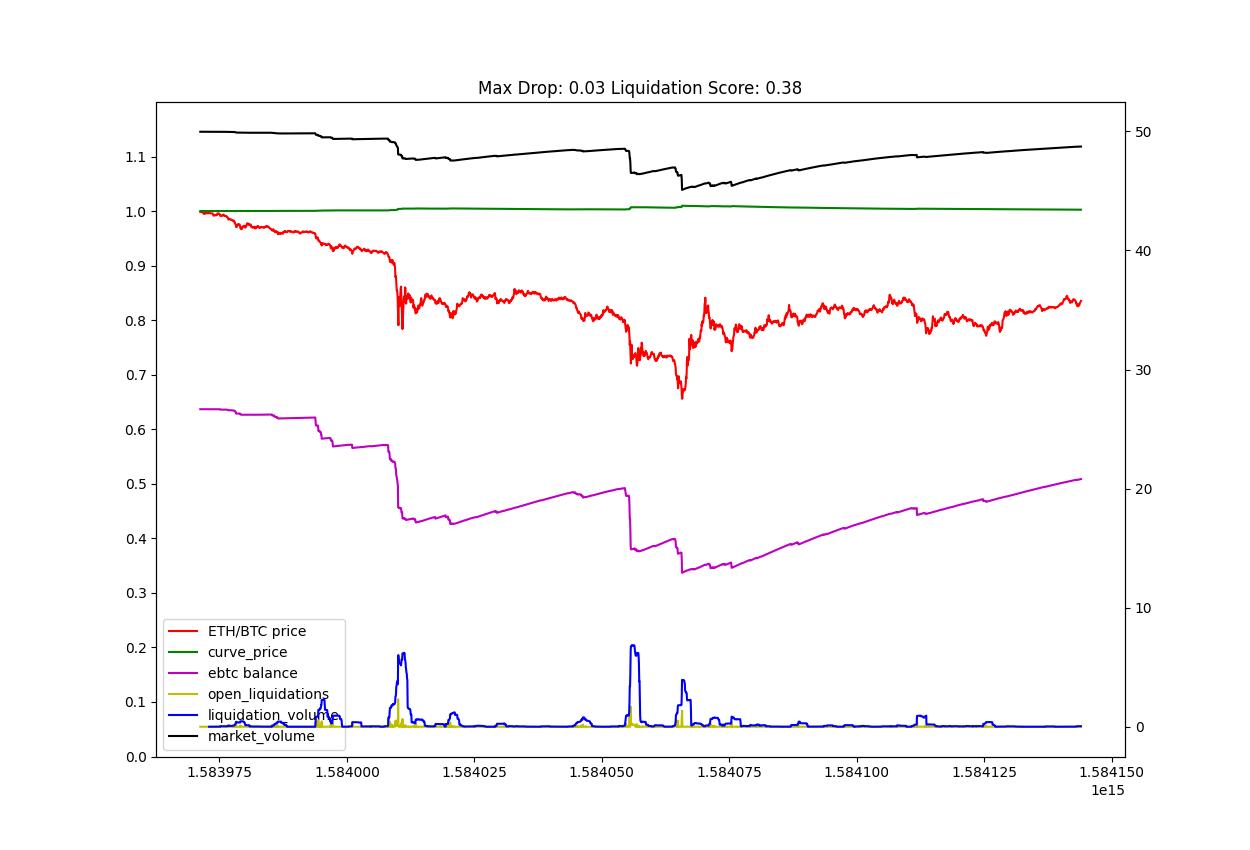 Max Drop: 0.03 Liquidation Score: 0.38
1.1
1.0
0.9
0.8
0.7
0.6
0.5
0.4
0.3
0.2
0.1
0.0
50
40
30
20
10
0
ETH/BTC price
curve_price
ebtc balance
open_liquidations
liquidation_volume
market_volume
1.583975 1.584000 1.584025 1.584050 1.584075 1.584100 1.584125 1.584150
1e15